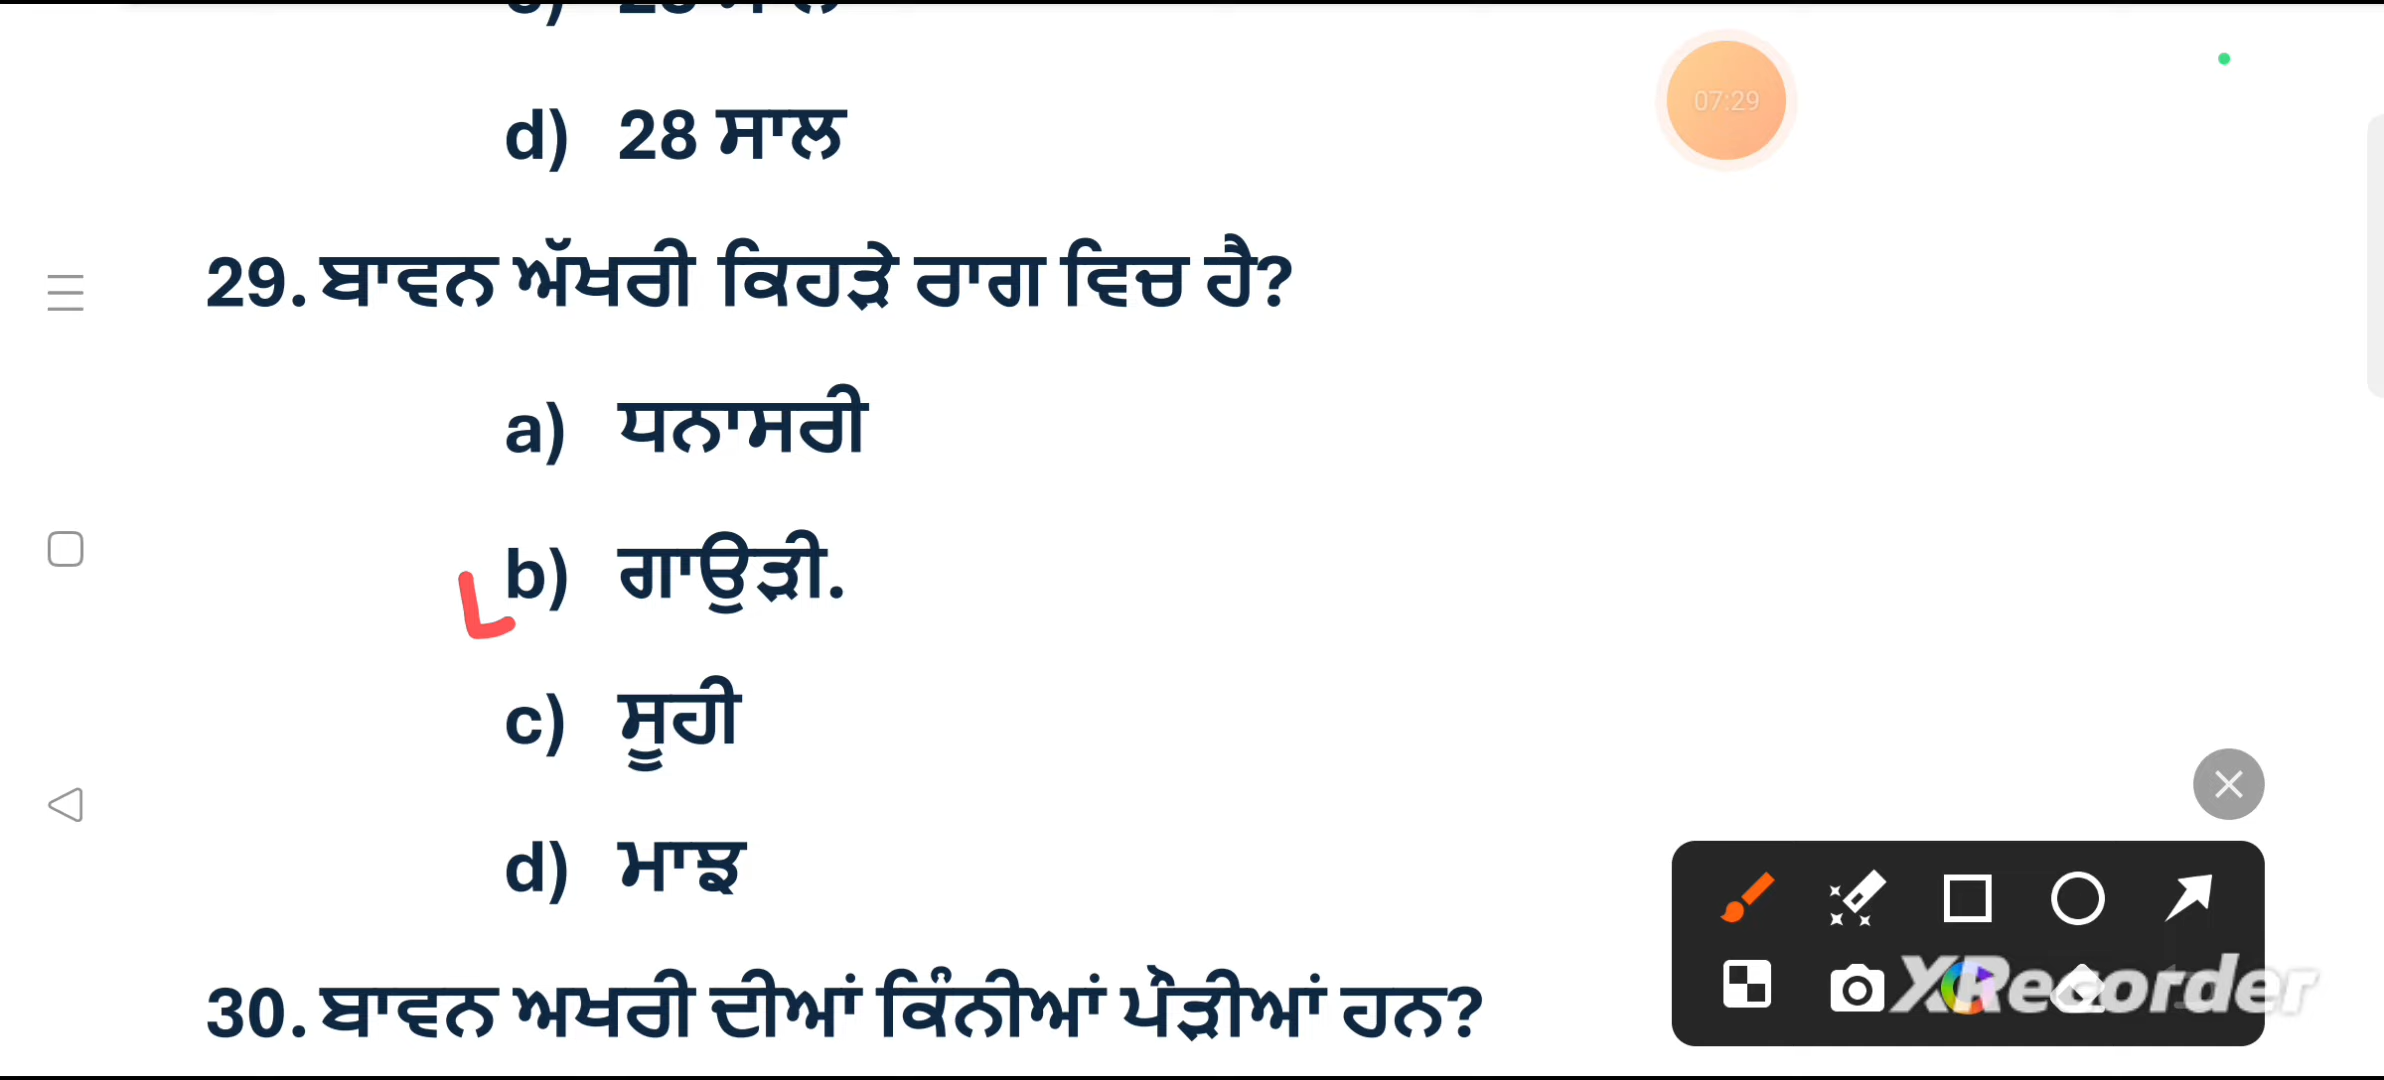 d) 28 ਸਾਲ
07:29
29. ਬਾਵਨ ਅੱਖਰੀ ਕਿਹੜੇ ਰਾਗ ਵਿਚ ਹੈ?
a) ਧਨਾਸਰੀ
b) ਗਾਉੜੀ.
c) ਸੂਹੀ
d) ਮਾਝ
30. ਬਾਵਨ ਅਖਰੀ ਦੀਆਂ ਕਿੰਨੀਆਂ ਪੌੜੀਆਂ ਹਨ?
XRecorder